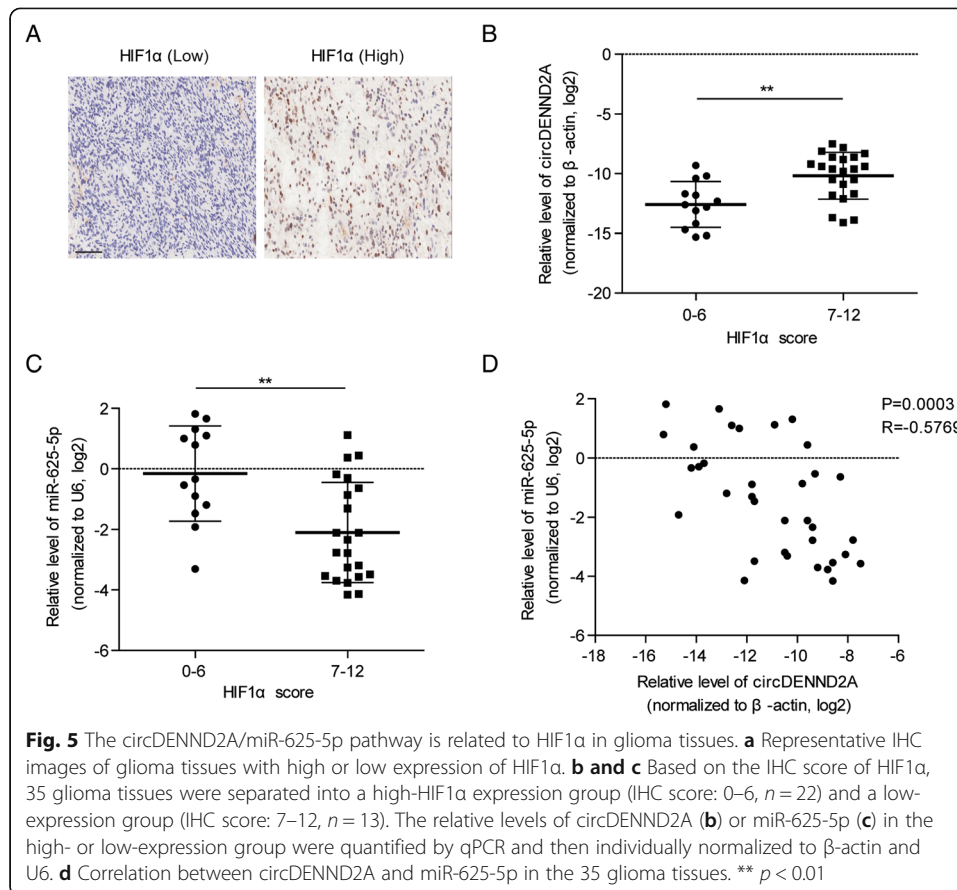 A
HIF1α (Low)
HIF1α (High)
B
Relative level of circDENND2A
(normalized to β -actin, log2)
0
-5
-10
-15
-20
**
0-6
7-12
HIF1α score
C
Relative level of miR-625-5p
(normalized to U6, log2)
2
0
-2
-4
-6
**
0-6
7-12
HIF1α score
D
Relative level of miR-625-5p
(normalized to U6, log2)
2
0
-2
-4
-6
P=0.0003
R=-0.5769
-18
-16
-14
-12
-10
-8
-6
Relative level of circDENND2A
(normalized to β -actin, log2)
Fig. 5 The circDENND2A/miR-625-5p pathway is related to HIF1α in glioma tissues. a Representative IHC
images of glioma tissues with high or low expression of HIF1α. b and c Based on the IHC score of HIF1α,
35 glioma tissues were separated into a high-HIF1α expression group (IHC score: 0–6, n = 22) and a low-
expression group (IHC score: 7–12, n = 13). The relative levels of circDENND2A (b) or miR-625-5p (c) in the
high- or low-expression group were quantified by qPCR and then individually normalized to β-actin and
U6. d Correlation between circDENND2A and miR-625-5p in the 35 glioma tissues. ** p < 0.01